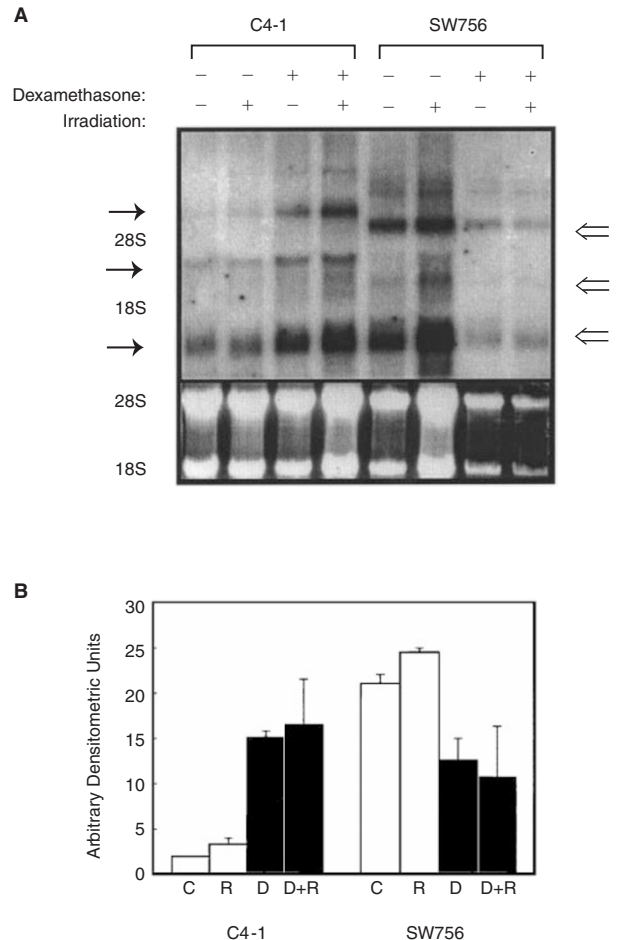 A
C4-1 SW756
Dexamethasone: – – + + – – + +
Irradiation: – + – + – + – +
28S
18S
28S
18S
B
Arbitrary Densitometric Units
30
25
20
15
10
5
0
C R D D+R C R D D+R
C4-1 SW756